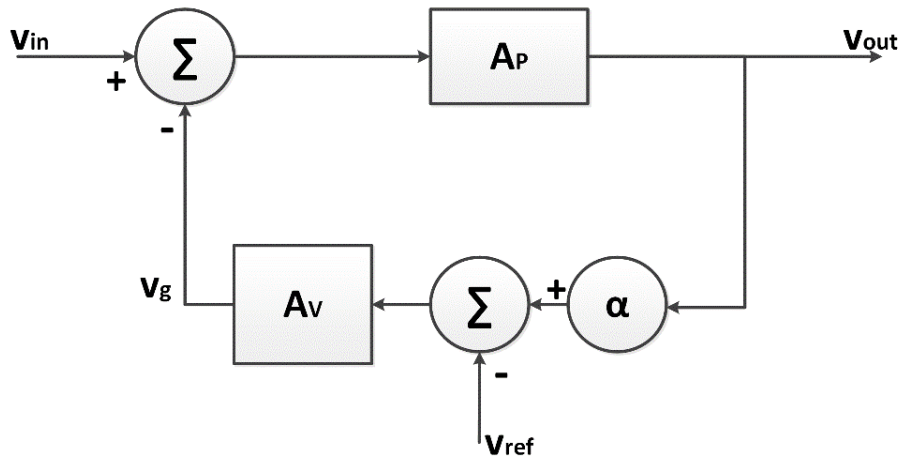 Vin
Σ
AP
Vout
+
-
Vg
AV
Σ
+
α
-
Vref